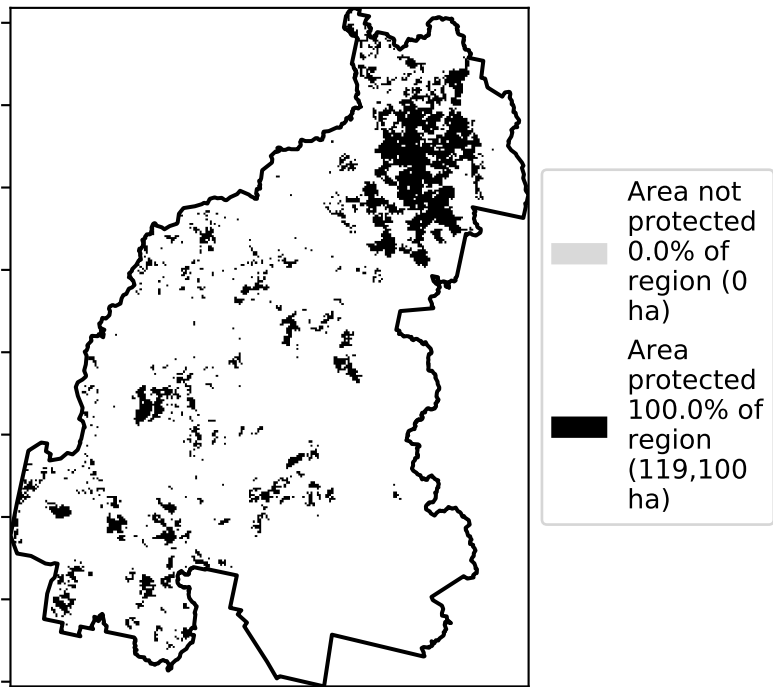 Area not
protected
0.0% of
region (0
ha)
Area
protected
100.0% of
region
(119,100
ha)